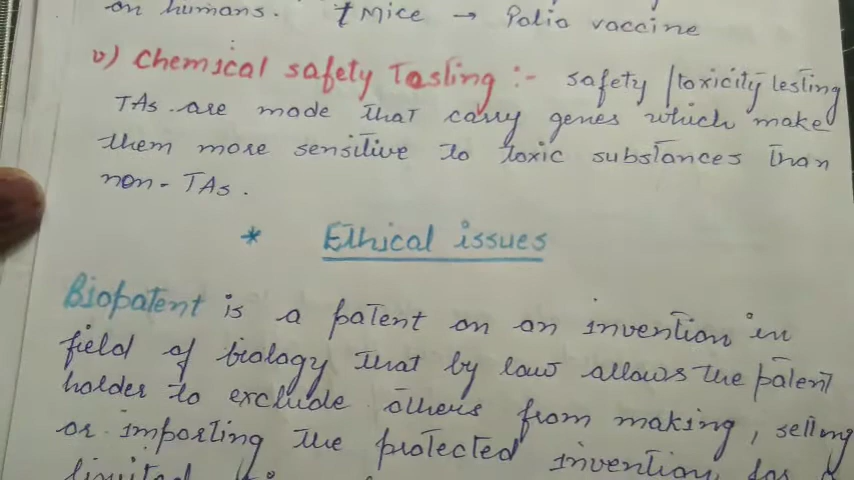 on humans. † Mice → Polio vaccine
v) Chemical safety Tasting :- safety /toxicity testing
TAs are made that carry genes which make
them more sensitive to toxic substances than
non-TAs.
* Ethical issues
Biopatent is a patent on an invention in
field of biology that by law allows the patent
holder to exclude others from making, selling
or importing the protected invention for a
limited